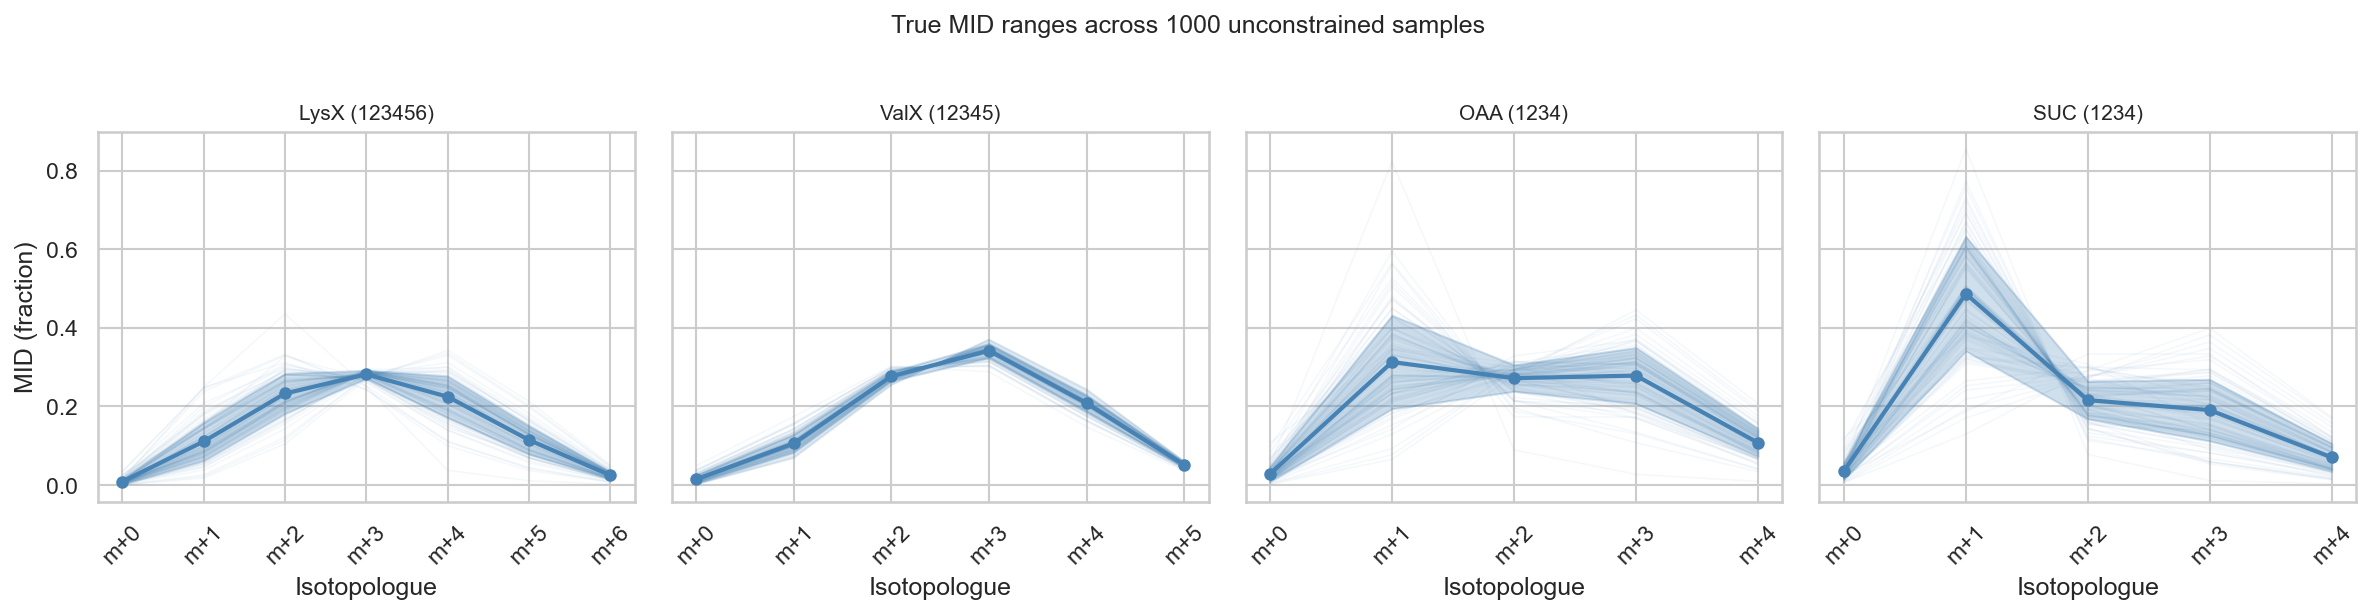 True MID ranges across 1000 unconstrained samples
LysX (123456)
ValX (12345)
OAA (1234)
SUC (1234)
MID (fraction)
0.8
0.6
0.4
0.2
0.0
m+0 m+1 m+2 m+3 m+4 m+5 m+6
Isotopologue
m+0 m+1 m+2 m+3 m+4 m+5
Isotopologue
m+0 m+1 m+2 m+3 m+4
Isotopologue
m+0 m+1 m+2 m+3 m+4
Isotopologue